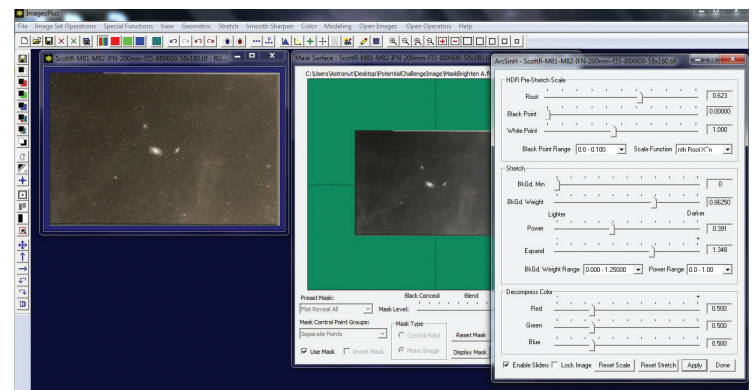 ImagesPlus
File Image Set Operations Special Functions View Geometric Stretch Smooth Sharpen Color Modeling Open Images Open Operators Help
ScottR-M81-M82-IFN-200mm-f35-88X600-58x180.tif - RG...
Mask Surface - ScottR-M81-M82-IFN-200mm-f35-88X600-58x180.tif
C:\Users\Astronut\Desktop\PotentialChallengeImage\MaskBrighten A.fi
Preset Mask:
Black Conceal Blend
Flat Reveal All
Mask Level:
Mask Control Point Groups:
Separate Points
Mask Type
Control Point
Mono Image
Reset Mask
Display Mask
Use Mask Invert Mask
ArcSinH - ScottR-M81-M82-IFN-200mm-f35-88X600-58x180.tif
HDR Pre-Stretch Scale
Root 0.623
Black Point 0.00000
White Point 1.000
Black Point Range 0.0 - 0.100 Scale Function nth Root X^n
Stretch
BkGd. Min 0
BkGd. Weight 0.86250
Lighter Darker
Power 0.391
- +
Expand 1.348
BkGd. Weight Range 0.000 - 1.25000 Power Range 0.0 - 1.00
Decompress Color
- +
Red 0.500
Green 0.500
Blue 0.500
Enable Sliders Lock Image Reset Scale Reset Stretch Apply Done